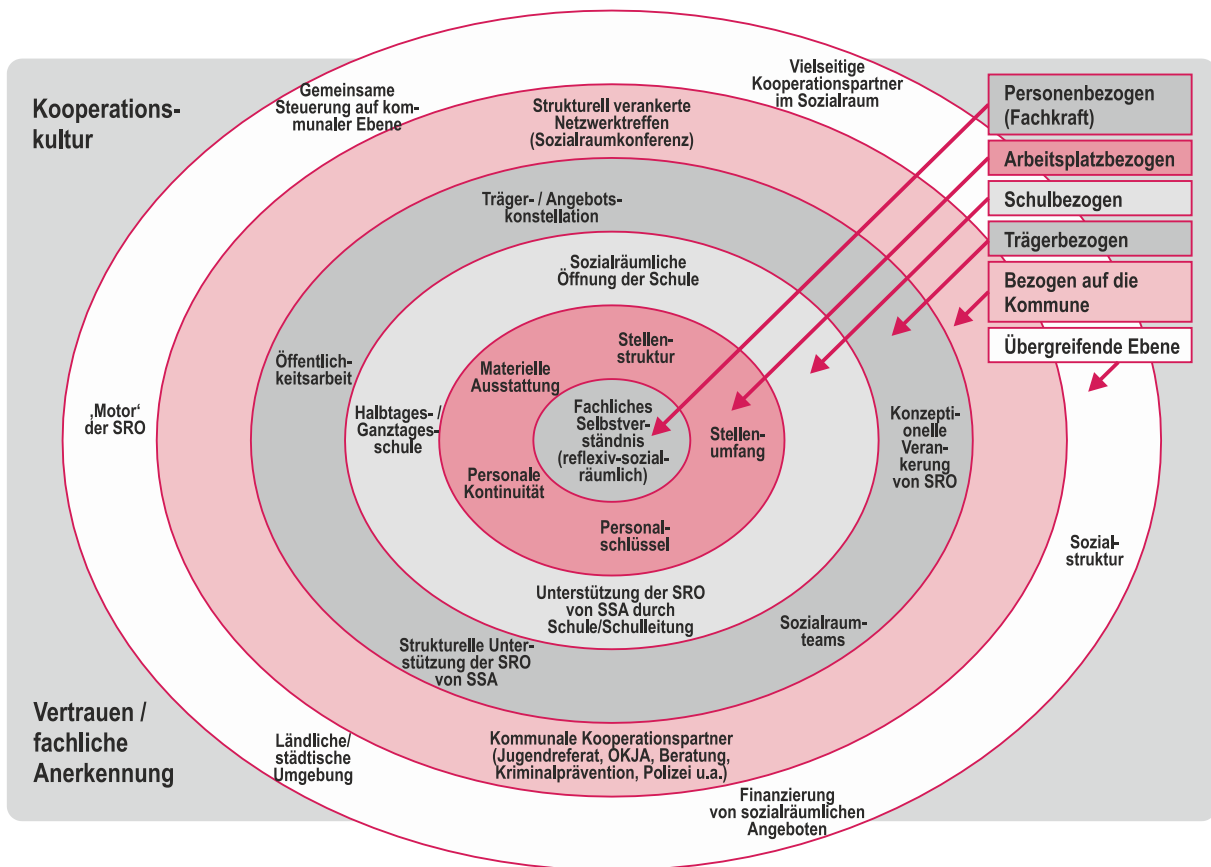 Kooperations-
kultur
Gemeinsame
Steuerung auf kom-
munaler Ebene
Vielseitige
Kooperationspartner
im Sozialraum
Strukturell verankerte
Netzwerktreffen
(Sozialraumkonferenz)
Personenbezogen
(Fachkraft)
Arbeitsplatzbezogen
Schulbezogen
Trägerbezogen
Bezogen auf die
Kommune
Übergreifende Ebene
Träger- / Angebots-
konstellation
Sozialräumliche
Öffnung der Schule
Stellen-
struktur
Materielle
Ausstattung
Öffentlich-
keitsarbeit
‚Motor‘
der SRO
Halbtages- /
Ganztages-
schule
Fachliches
Selbstver-
ständnis
(reflexiv-sozial-
räumlich)
Stellen-
umfang
Konzepti-
onelle
Veran-
kerung
von SRO
Personale
Kontinuität
Personal-
schlüssel
Sozial-
struktur
Unterstützung der SRO
von SSA durch
Schule/Schulleitung
Sozialraum-
teams
Strukturelle Unter-
stützung der SRO
von SSA
Vertrauen /
fachliche
Anerkennung
Ländliche/
städtische
Umgebung
Kommunale Kooperationspartner
(Jugendreferat, OKJA, Beratung,
Kriminalprävention, Polizei u.a.)
Finanzierung
von sozialräumlichen
Angeboten